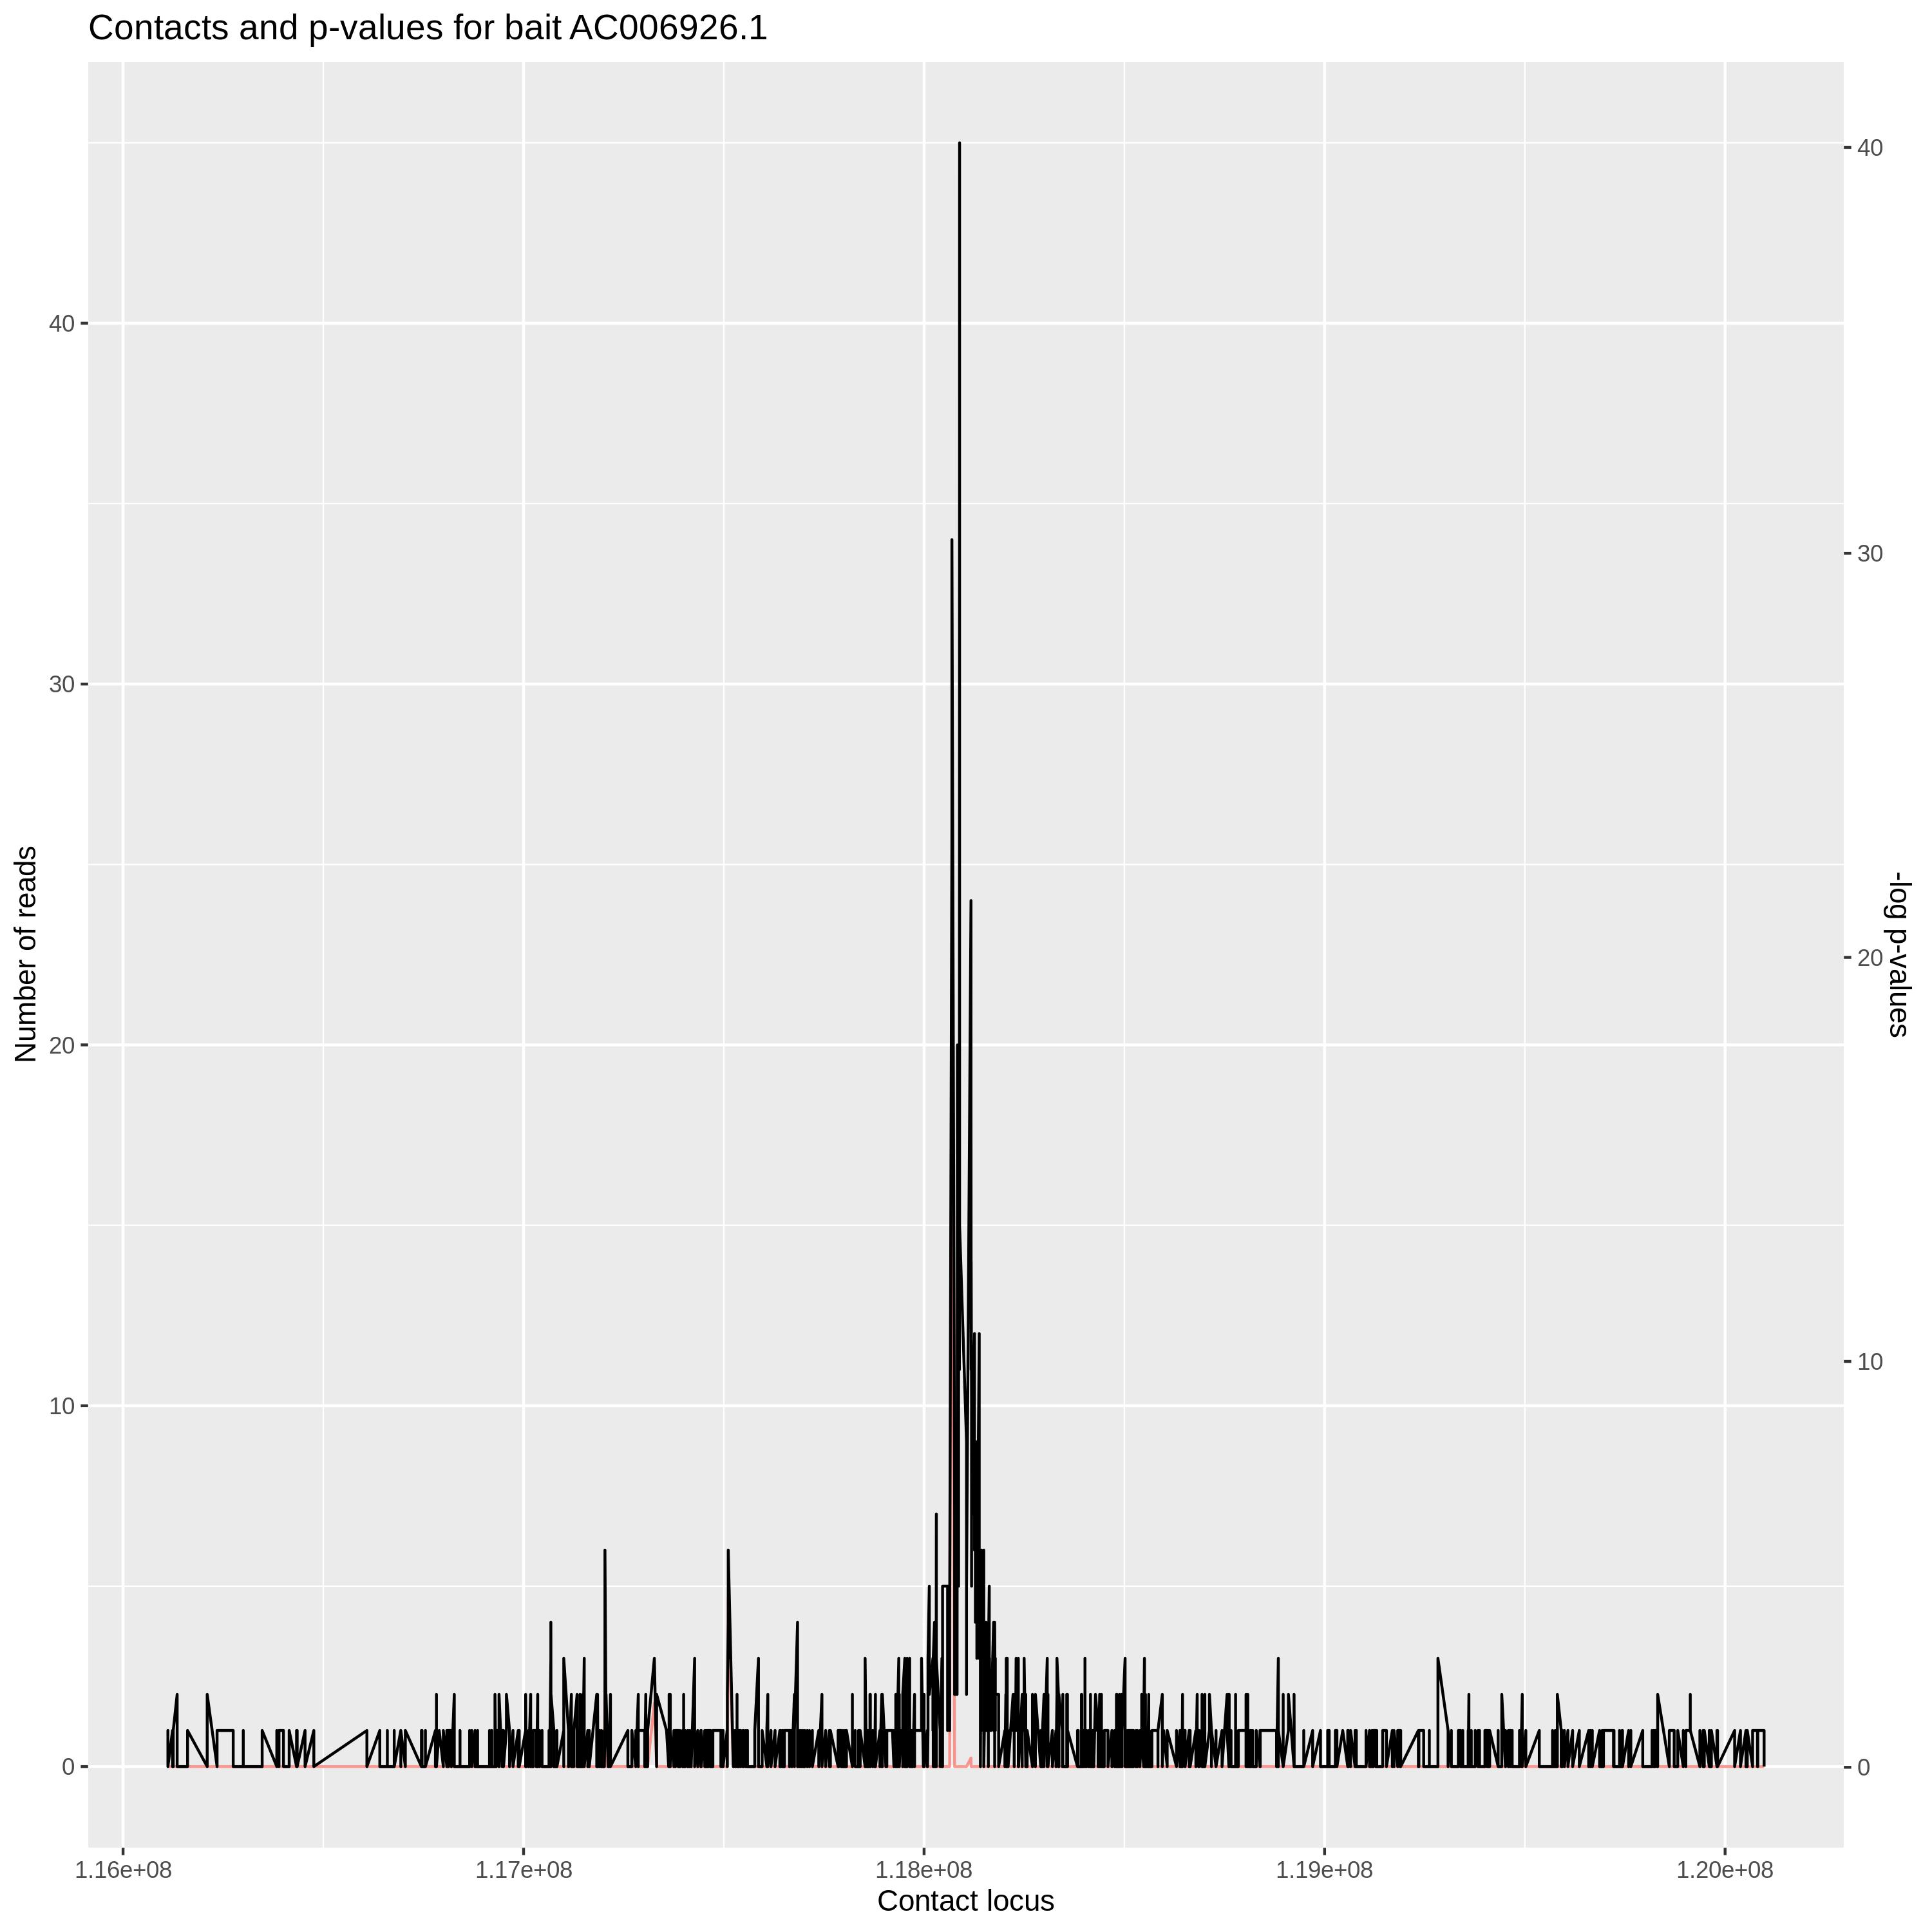 Contacts and p-values for bait AC006926.1
Number of reads
40
30
20
10
0
40
30
20
10
0
-log p-values
1.16e+08 1.17e+08 1.18e+08 1.19e+08 1.20e+08
Contact locus